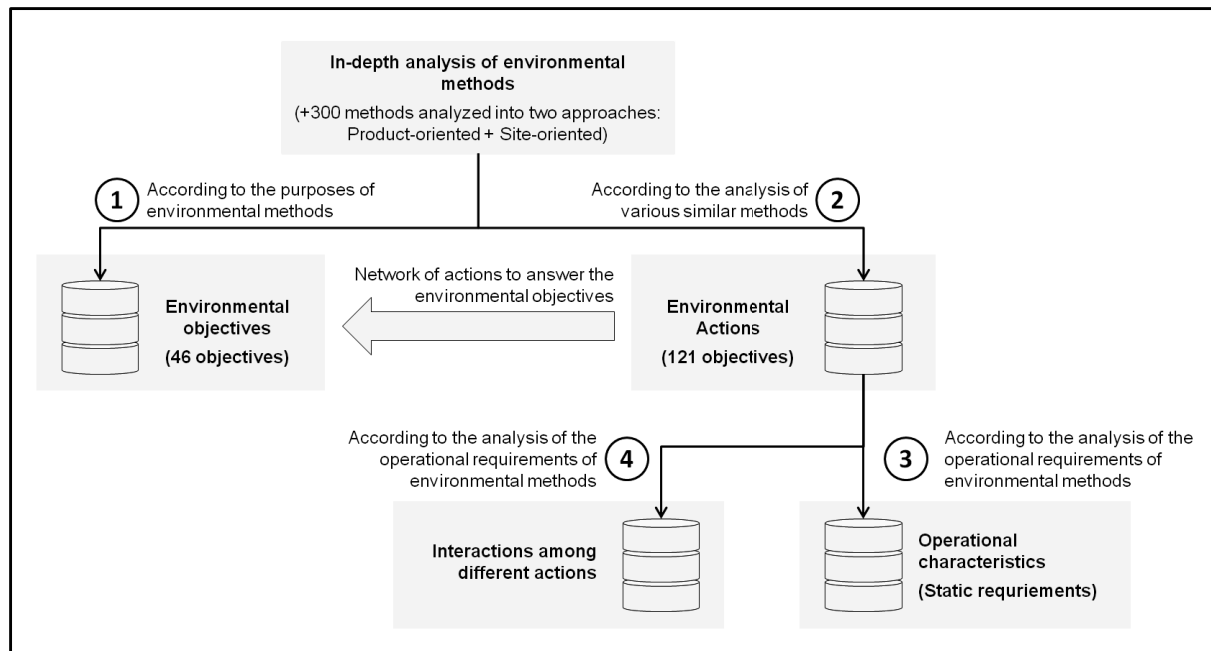 In-depth analysis of environmental
methods
(+300 methods analyzed into two approaches:
Product-oriented + Site-oriented)
1
According to the purposes of
environmental methods
According to the analysis of
various similar methods
2
Environmental
objectives
(46 objectives)
Network of actions to answer the
environmental objectives
Environmental
Actions
(121 objectives)
According to the analysis of the
operational requirements of
environmental methods
4
3
According to the analysis of the
operational requirements of
environmental methods
Interactions among
different actions
Operational
characteristics
(Static requriements)